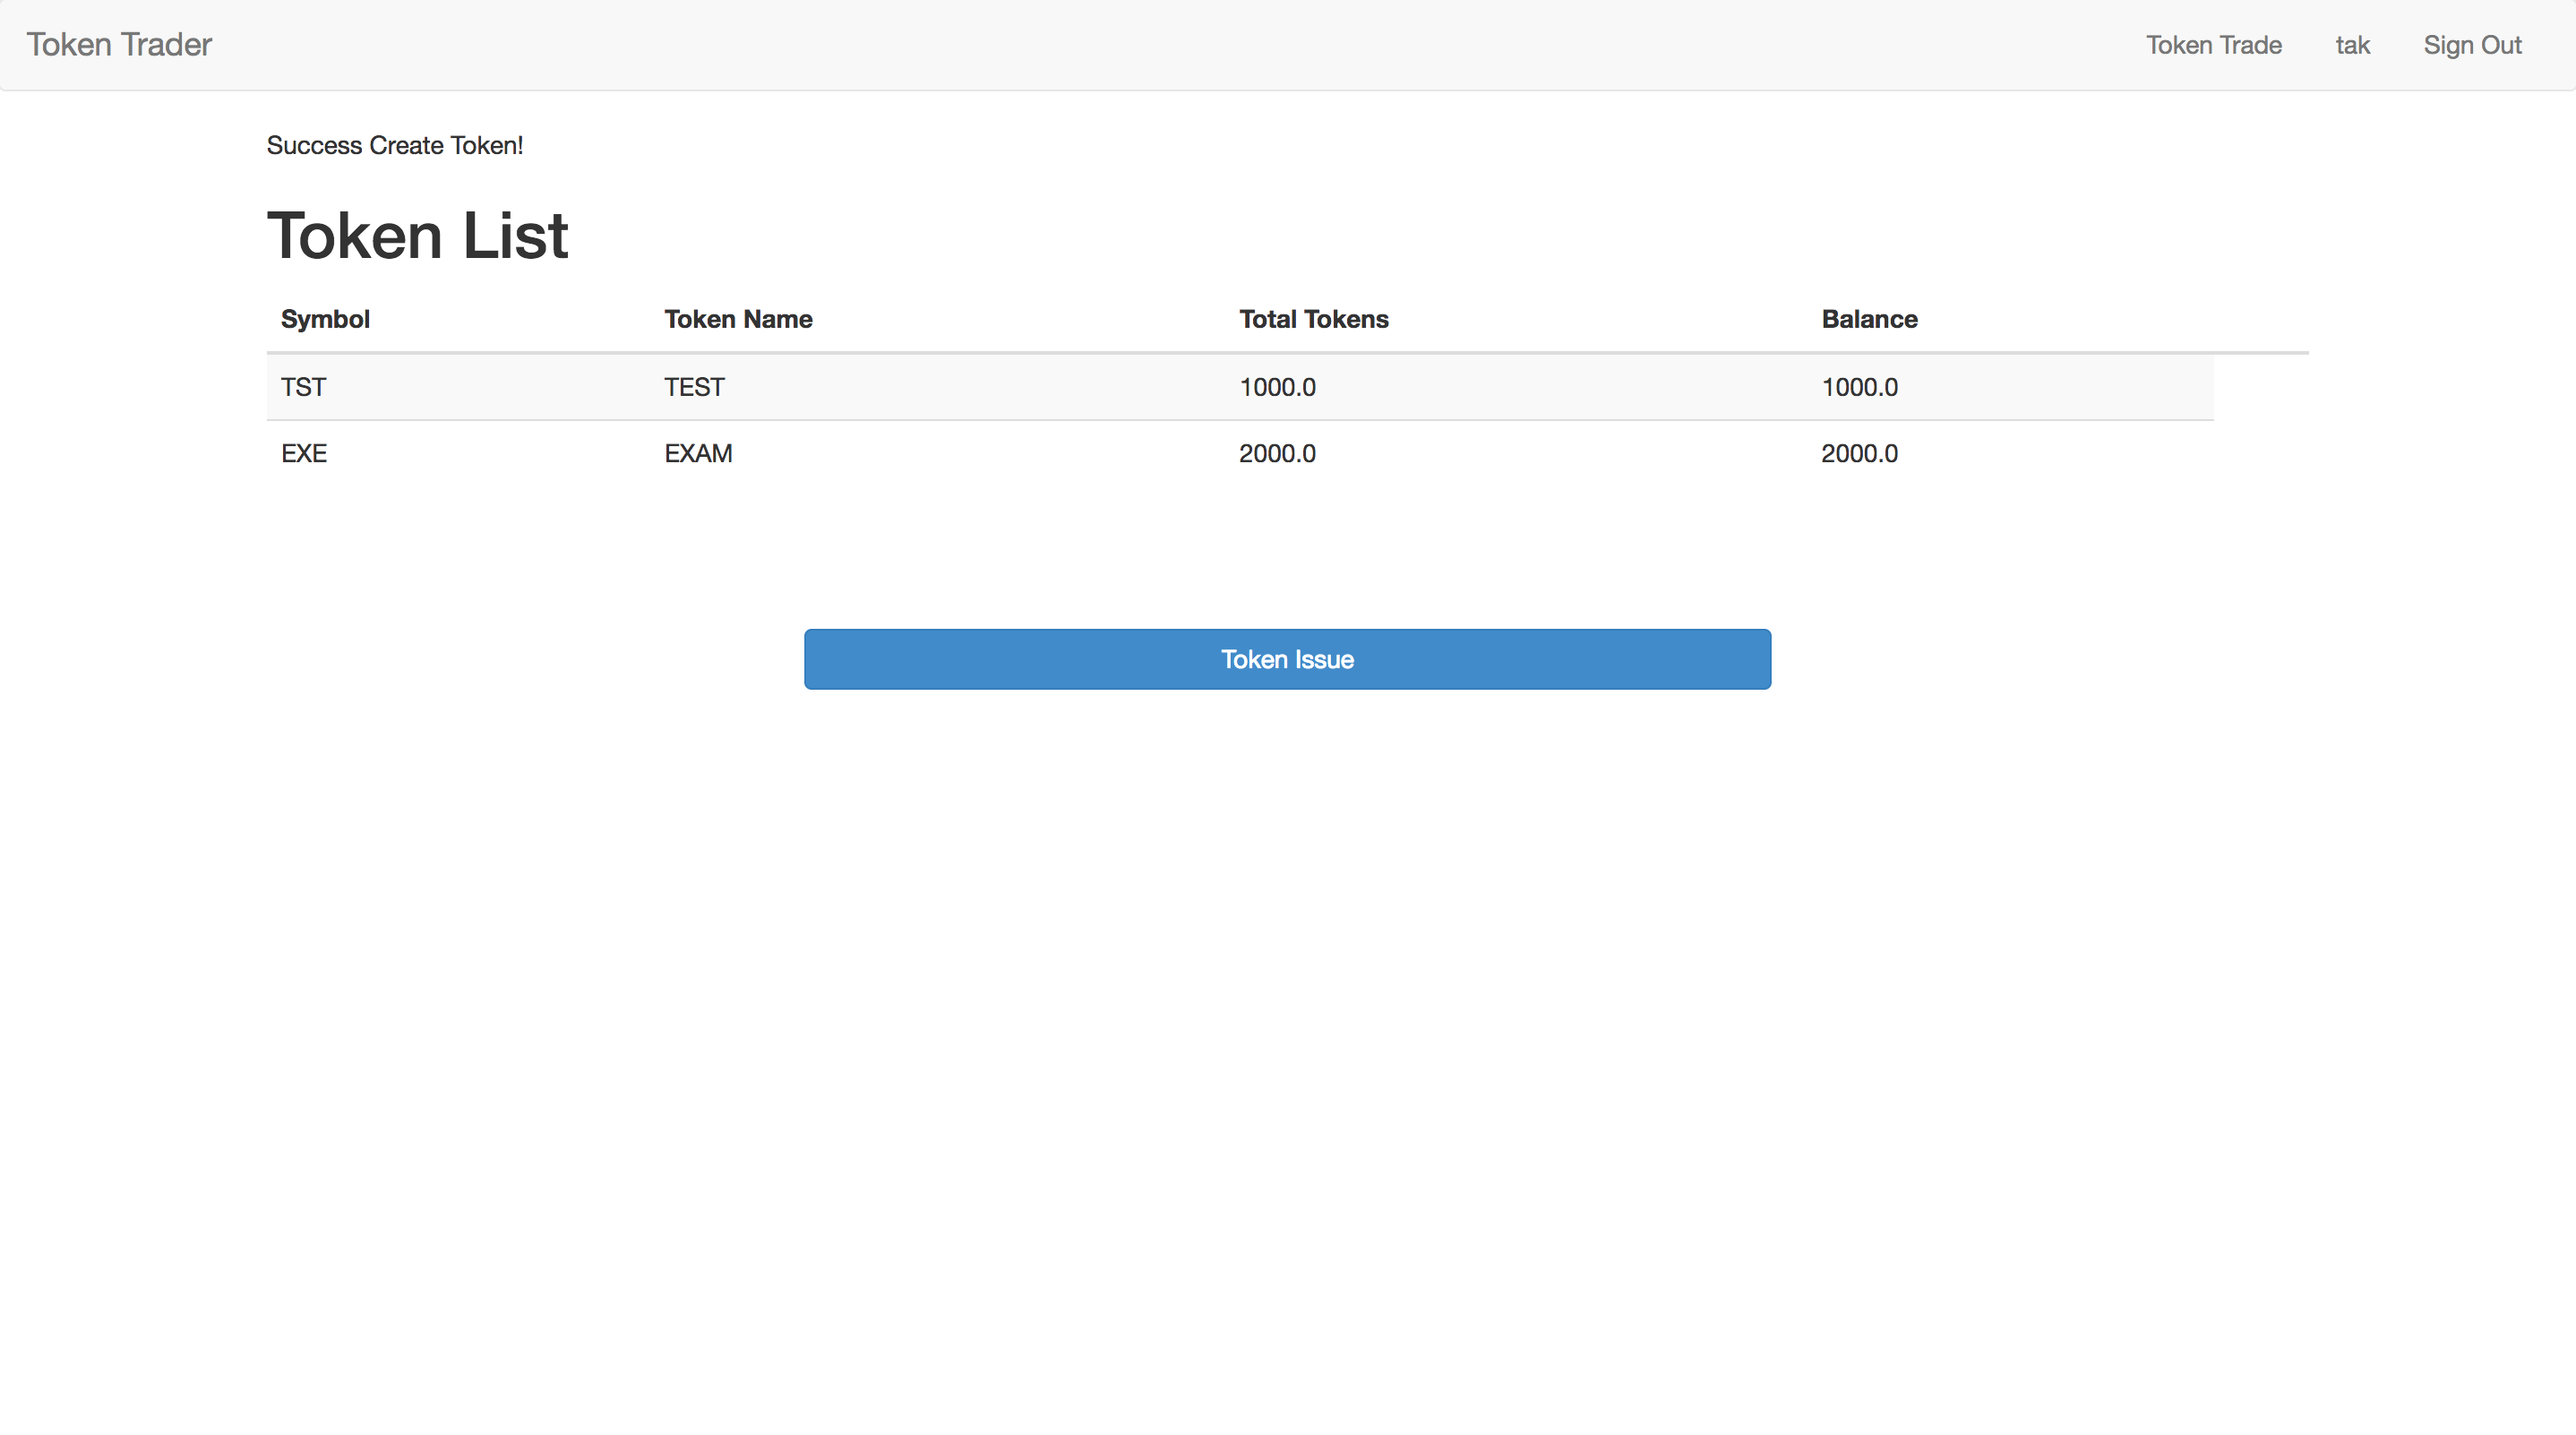 Token Trader Token Trade tak Sign Out
Success Create Token!
Token List
Symbol Token Name Total Tokens Balance
TST TEST 1000.0 1000.0
EXE EXAM 2000.0 2000.0
Token Issue